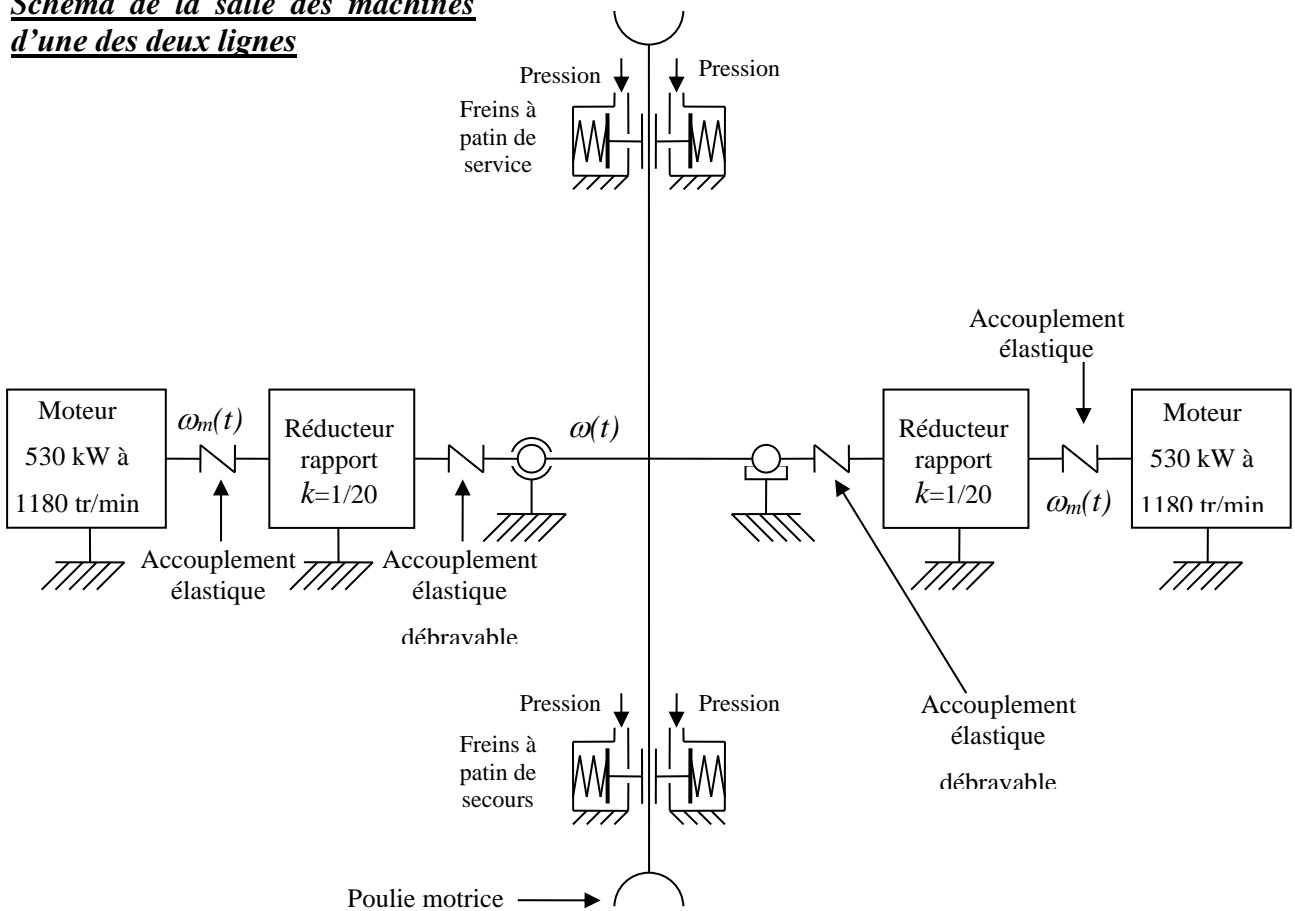 Schéma de la salle des machines
d'une des deux lignes
Pression
Pression
Freins à
patin de
service
Accouplement
élastique
Moteur
530 kW à
1180 tr/min
ωm(t)
Réducteur
rapport
k=1/20
ω(t)
Réducteur
rapport
k=1/20
ωm(t)
Moteur
530 kW à
1180 tr/min
Accouplement
élastique
Accouplement
élastique
débrayable
Pression
Pression
Freins à
patin de
secours
Accouplement
élastique
débrayable
Poulie motrice